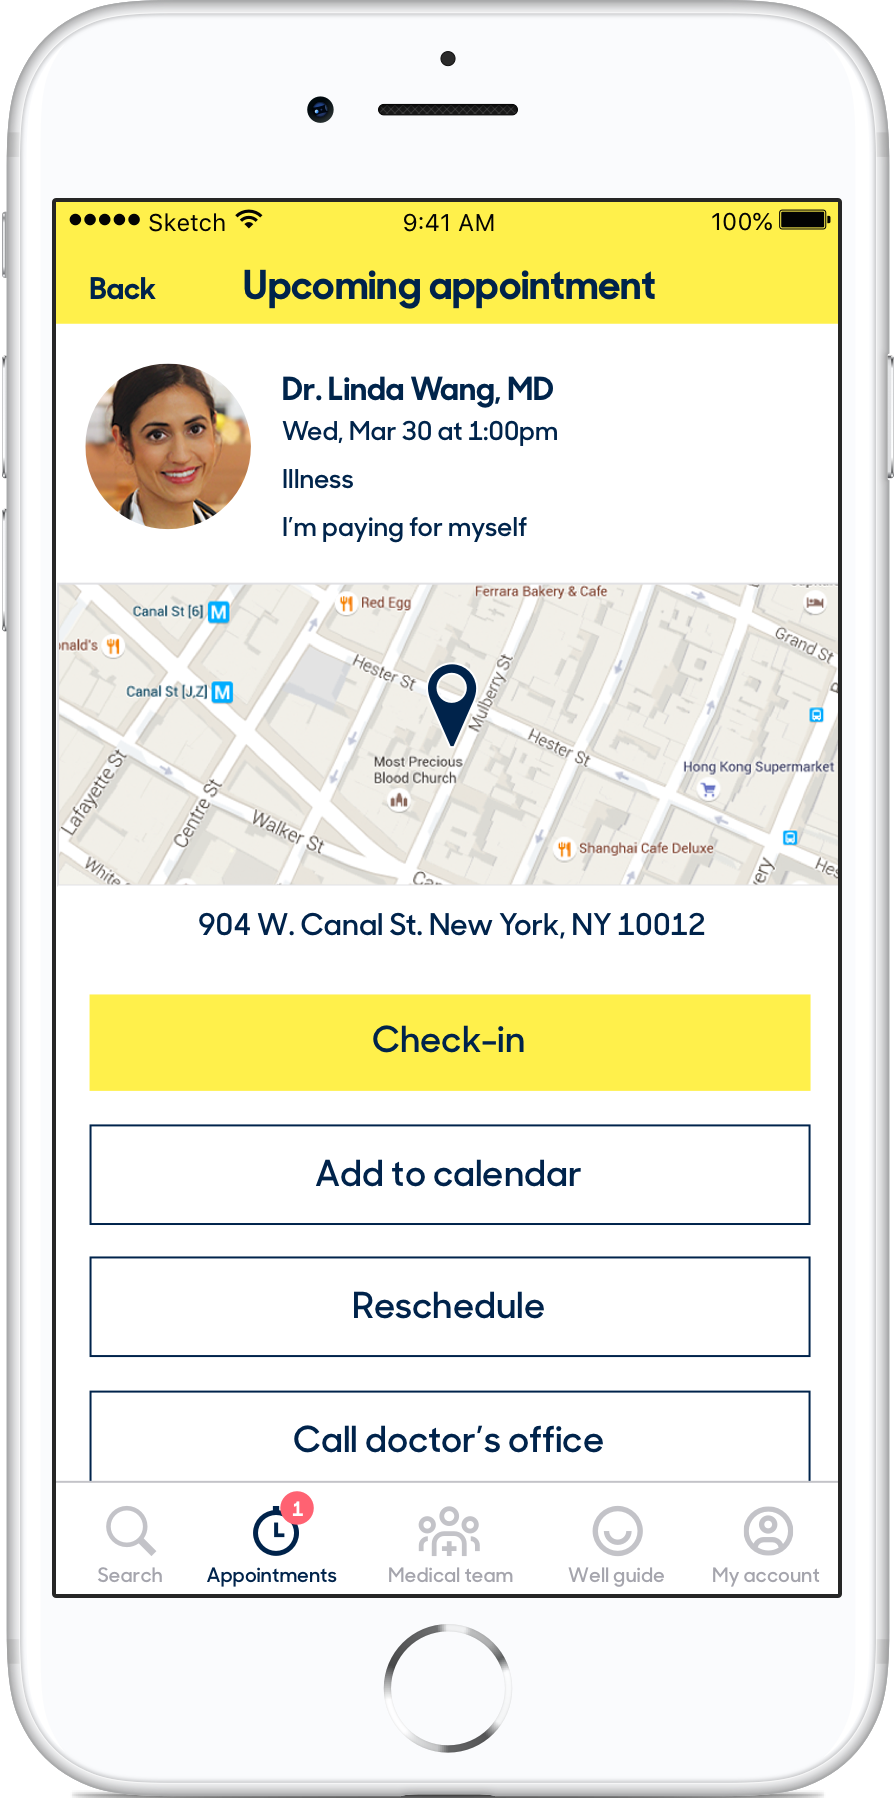 Sketch 9:41 AM 100%
Back Upcoming appointment
Dr. Linda Wang, MD
Wed, Mar 30 at 1:00pm
Illness
I'm paying for myself
Ferrara Bakery & Cafe
Canal St [6] M
Red Egg
nald's
Grand St
Hester St
Canal St [J,Z] M
Mulberry St
Hester St
Most Precious
Blood Church
Hong Kong Supermarket
Lafayette St
Centre St
Walker St
Shanghai Cafe Deluxe
White
Ca
ery
Hes
904 W. Canal St. New York, NY 10012
Check-in
Add to calendar
Reschedule
Call doctor's office
1
Search Appointments Medical team Well guide My account